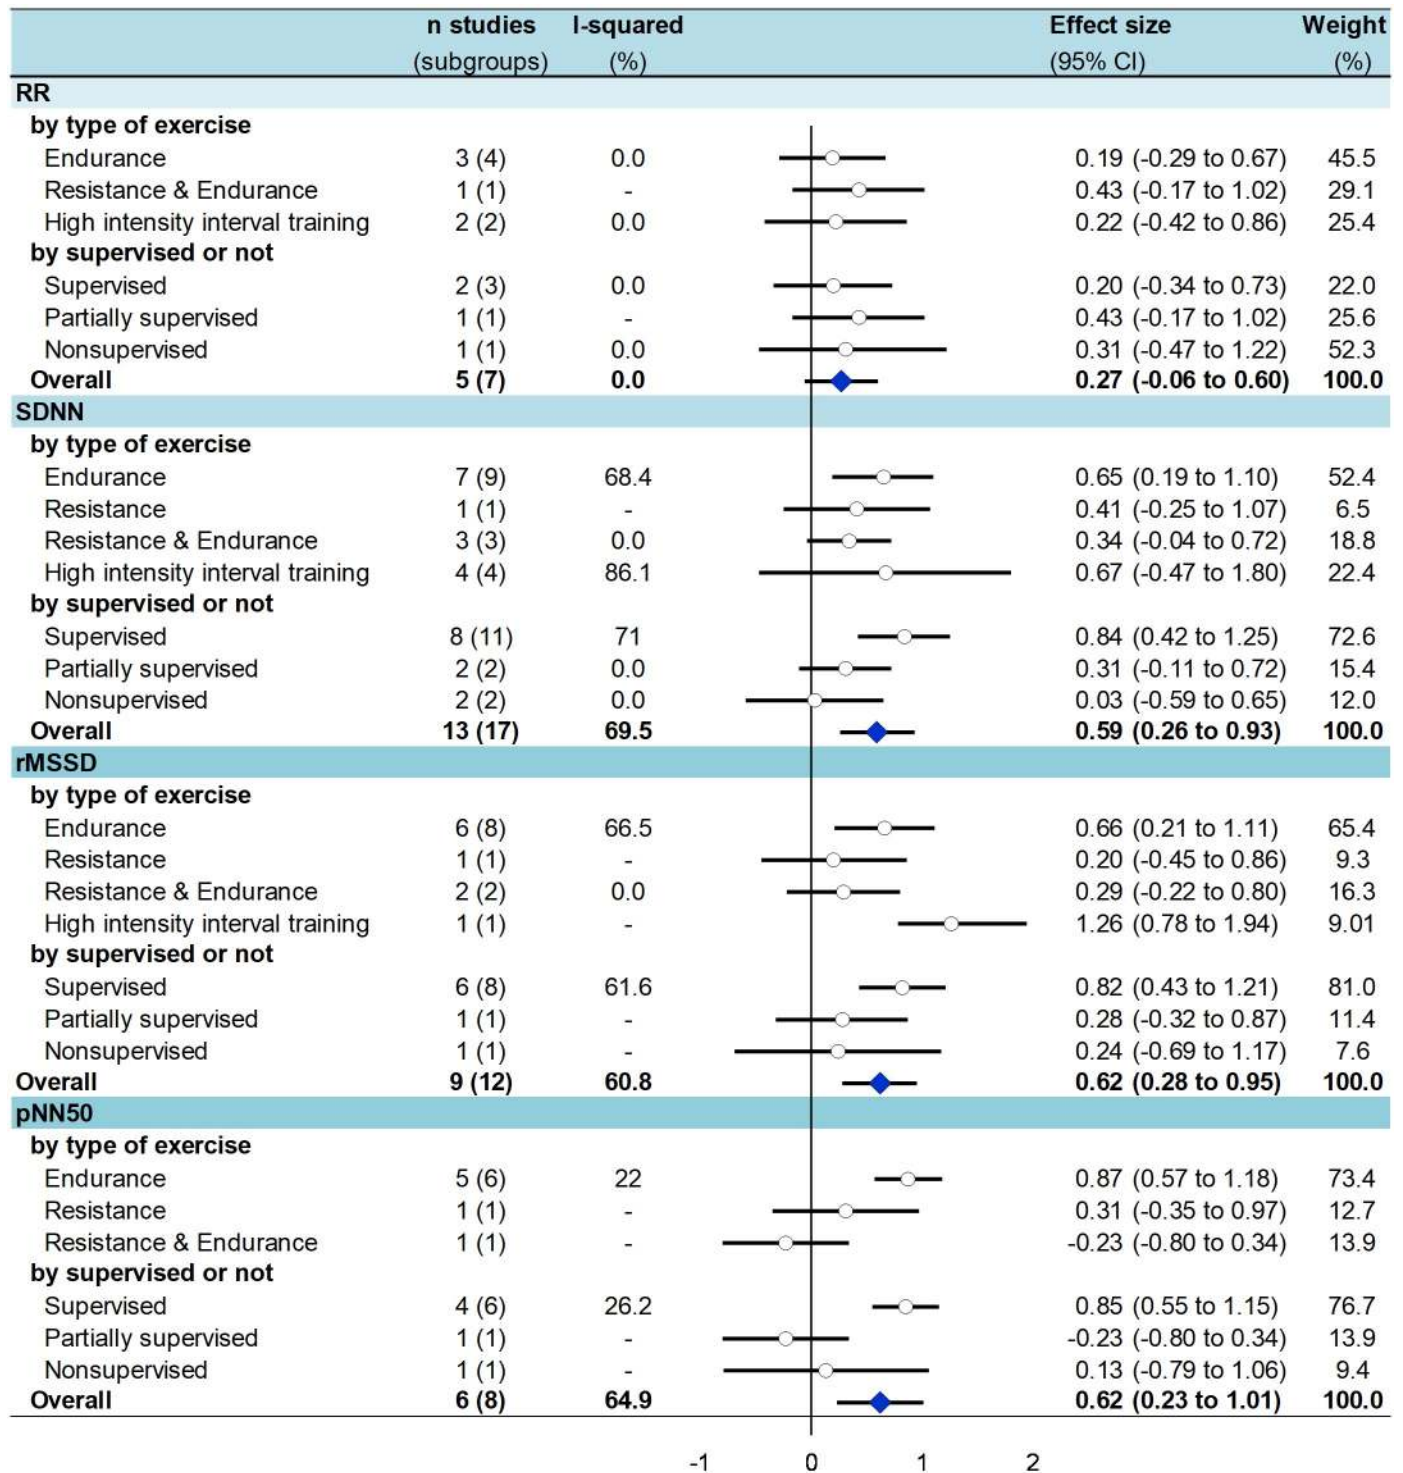 n studies I-squared Effect size Weight
(subgroups) (%) (95% CI) (%)
RR
by type of exercise
Endurance 3 (4) 0.0 0.19 (-0.29 to 0.67) 45.5
Resistance & Endurance 1 (1) - 0.43 (-0.17 to 1.02) 29.1
High intensity interval training 2 (2) 0.0 0.22 (-0.42 to 0.86) 25.4
by supervised or not
Supervised 2 (3) 0.0 0.20 (-0.34 to 0.73) 22.0
Partially supervised 1 (1) - 0.43 (-0.17 to 1.02) 25.6
Nonsupervised 1 (1) 0.0 0.31 (-0.47 to 1.22) 52.3
Overall 5 (7) 0.0 0.27 (-0.06 to 0.60) 100.0
SDNN
by type of exercise
Endurance 7 (9) 68.4 0.65 (0.19 to 1.10) 52.4
Resistance 1 (1) - 0.41 (-0.25 to 1.07) 6.5
Resistance & Endurance 3 (3) 0.0 0.34 (-0.04 to 0.72) 18.8
High intensity interval training 4 (4) 86.1 0.67 (-0.47 to 1.80) 22.4
by supervised or not
Supervised 8 (11) 71 0.84 (0.42 to 1.25) 72.6
Partially supervised 2 (2) 0.0 0.31 (-0.11 to 0.72) 15.4
Nonsupervised 2 (2) 0.0 0.03 (-0.59 to 0.65) 12.0
Overall 13 (17) 69.5 0.59 (0.26 to 0.93) 100.0
rMSSD
by type of exercise
Endurance 6 (8) 66.5 0.66 (0.21 to 1.11) 65.4
Resistance 1 (1) - 0.20 (-0.45 to 0.86) 9.3
Resistance & Endurance 2 (2) 0.0 0.29 (-0.22 to 0.80) 16.3
High intensity interval training 1 (1) - 1.26 (0.78 to 1.94) 9.01
by supervised or not
Supervised 6 (8) 61.6 0.82 (0.43 to 1.21) 81.0
Partially supervised 1 (1) - 0.28 (-0.32 to 0.87) 11.4
Nonsupervised 1 (1) - 0.24 (-0.69 to 1.17) 7.6
Overall 9 (12) 60.8 0.62 (0.28 to 0.95) 100.0
pNN50
by type of exercise
Endurance 5 (6) 22 0.87 (0.57 to 1.18) 73.4
Resistance 1 (1) - 0.31 (-0.35 to 0.97) 12.7
Resistance & Endurance 1 (1) - -0.23 (-0.80 to 0.34) 13.9
by supervised or not
Supervised 4 (6) 26.2 0.85 (0.55 to 1.15) 76.7
Partially supervised 1 (1) - -0.23 (-0.80 to 0.34) 13.9
Nonsupervised 1 (1) - 0.13 (-0.79 to 1.06) 9.4
Overall 6 (8) 64.9 0.62 (0.23 to 1.01) 100.0
-1 0 1 2